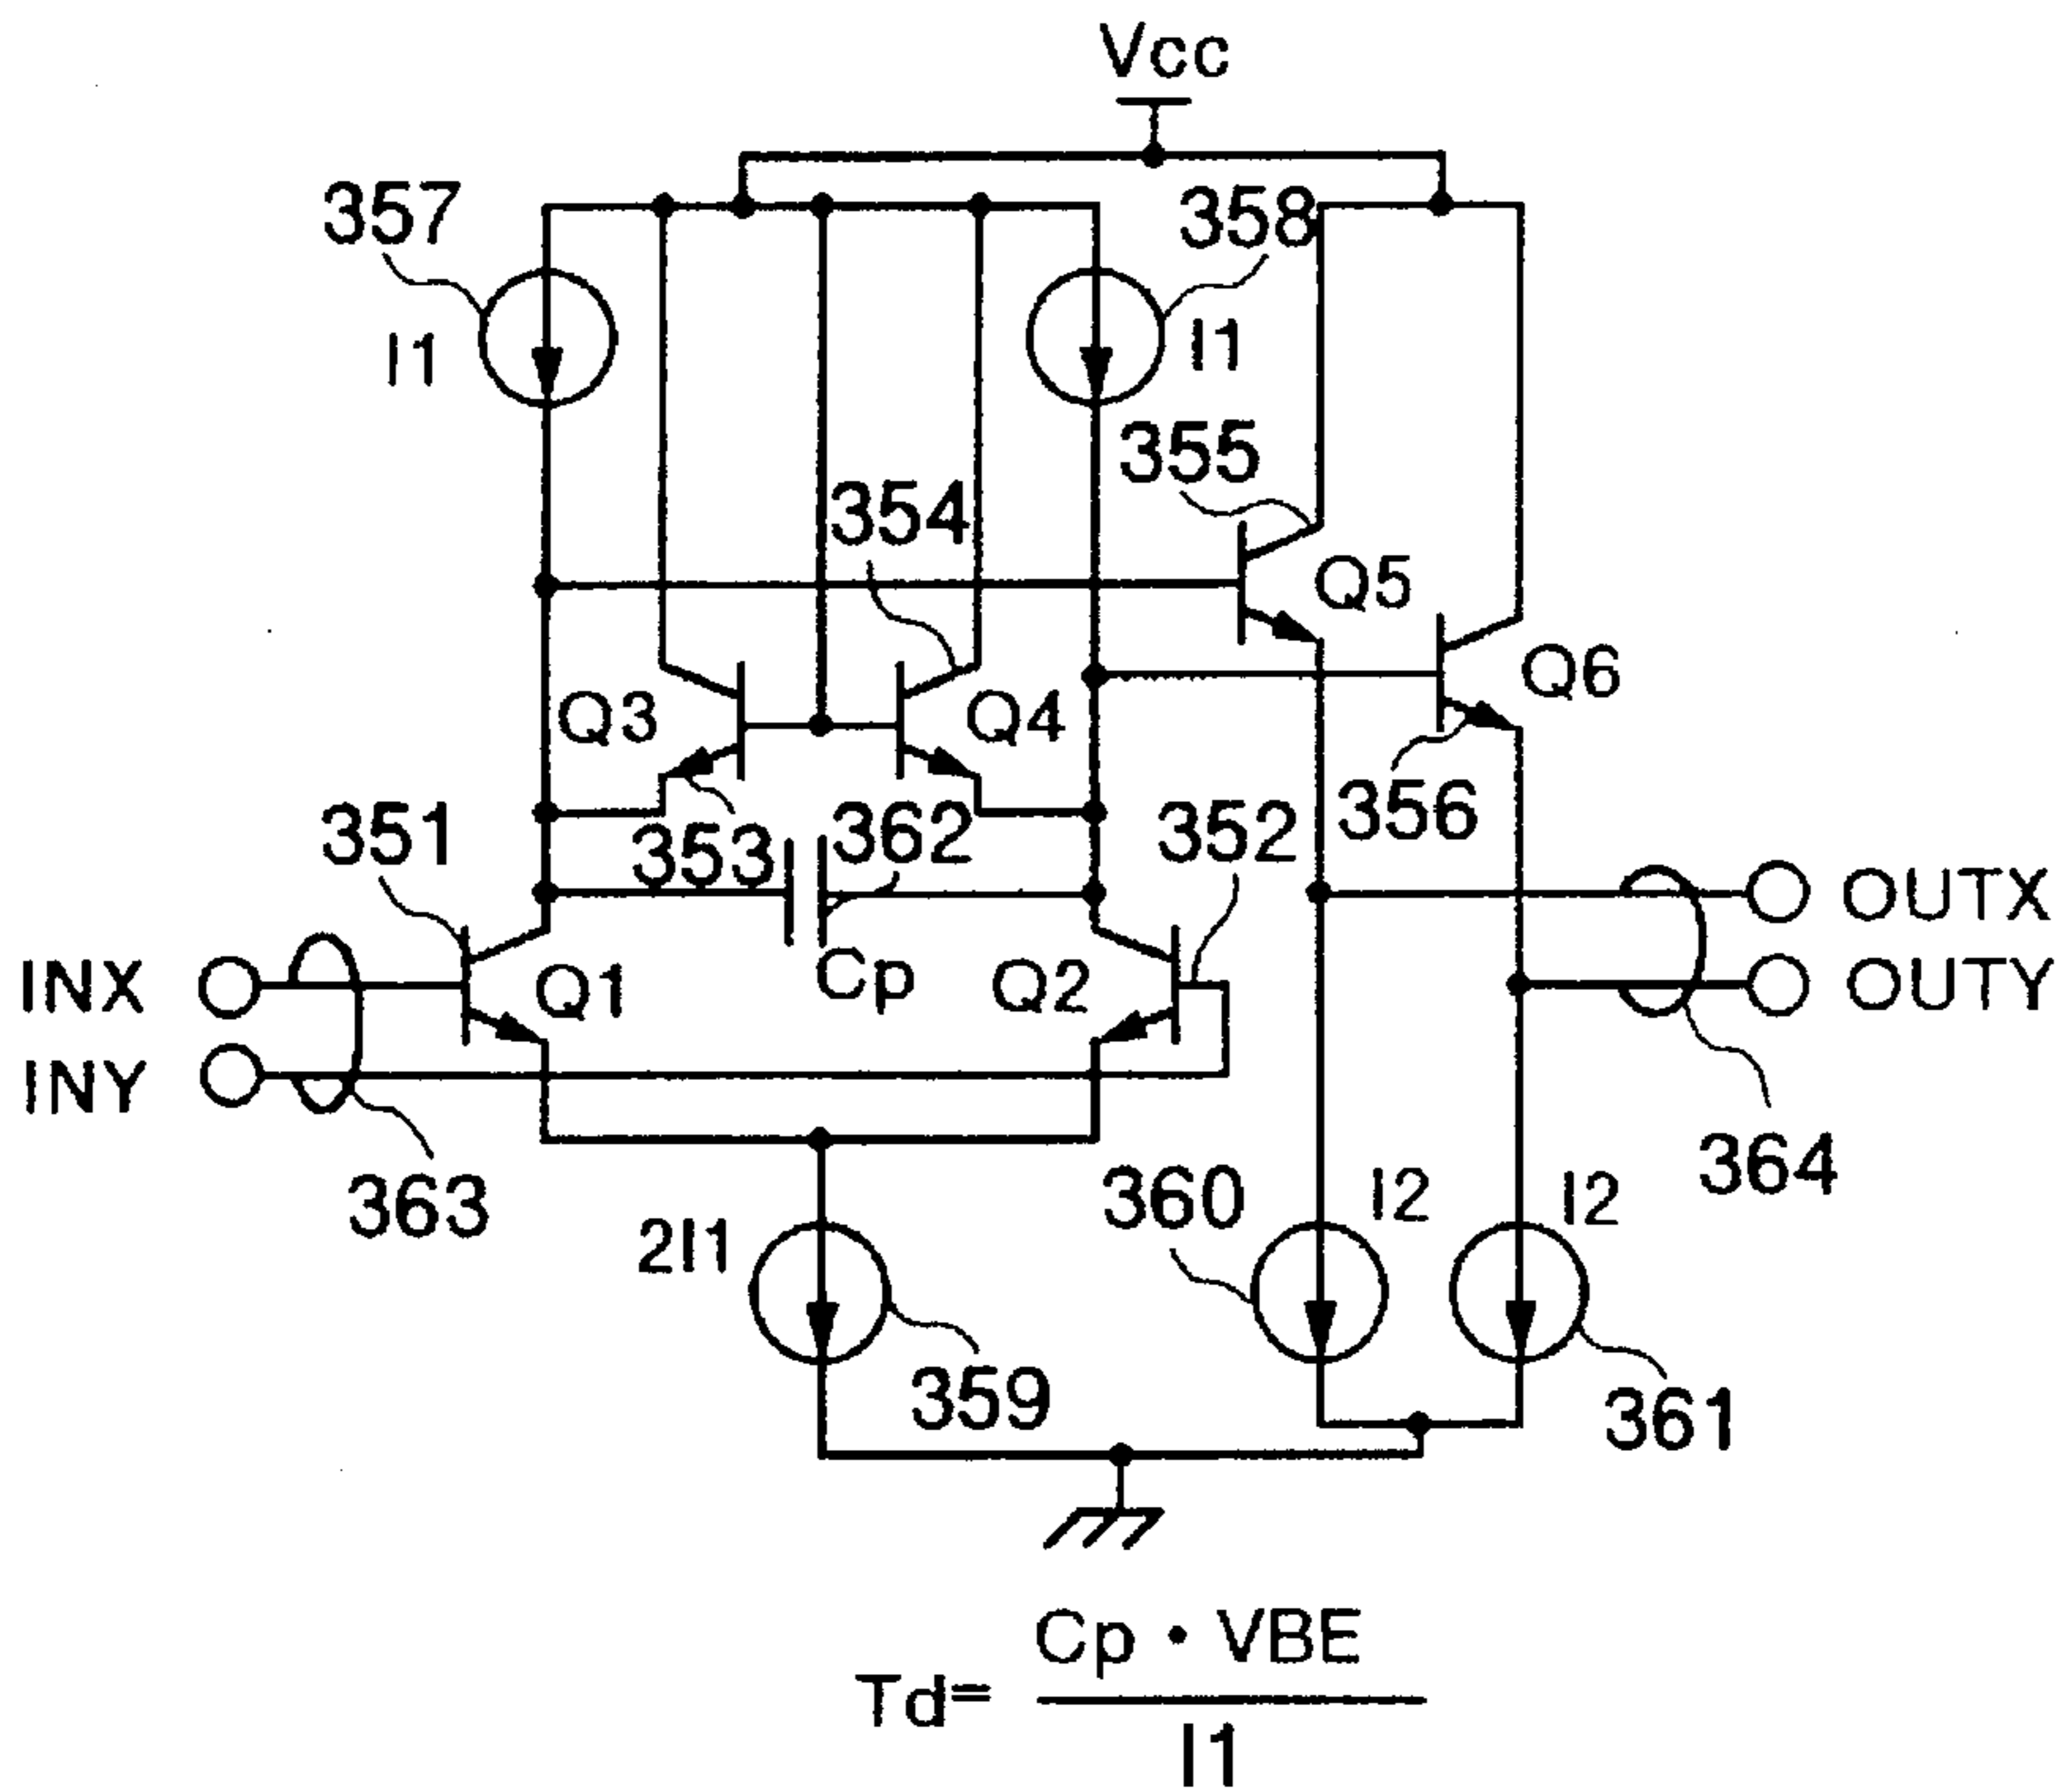 Vcc
357
358
I1
I1
355
354
Q5
Q3
Q4
Q6
351
353
362
352
356
OUTX
Cp
INX
Q1
Q2
OUTY
INY
363
364
2I1
360
I2
I2
359
361
Td= Cp • VBE
I1